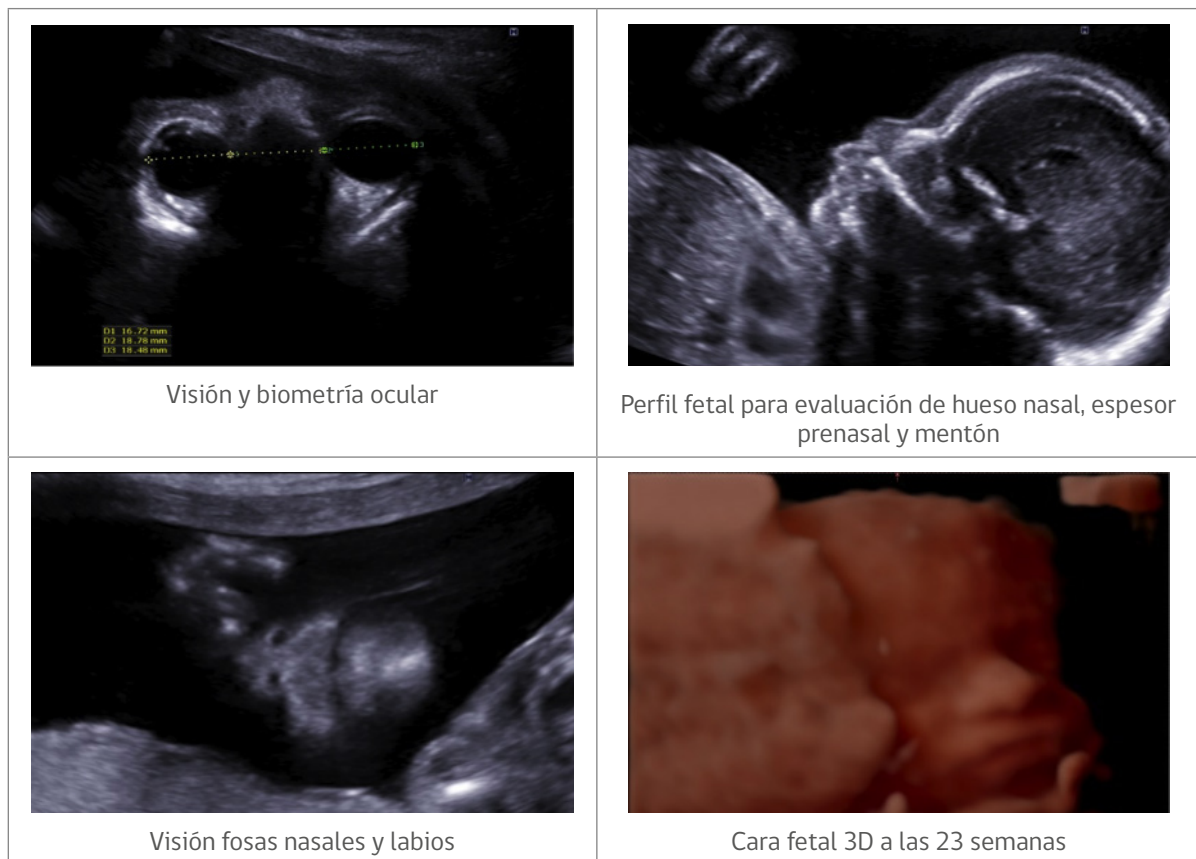 D1 16.72 mm
D2 18.78 mm
D3 18.48 mm
Visión y biometría ocular
Perfil fetal para evaluación de hueso nasal, espesor
prenasal y mentón
Visión fosas nasales y labios
Cara fetal 3D a las 23 semanas